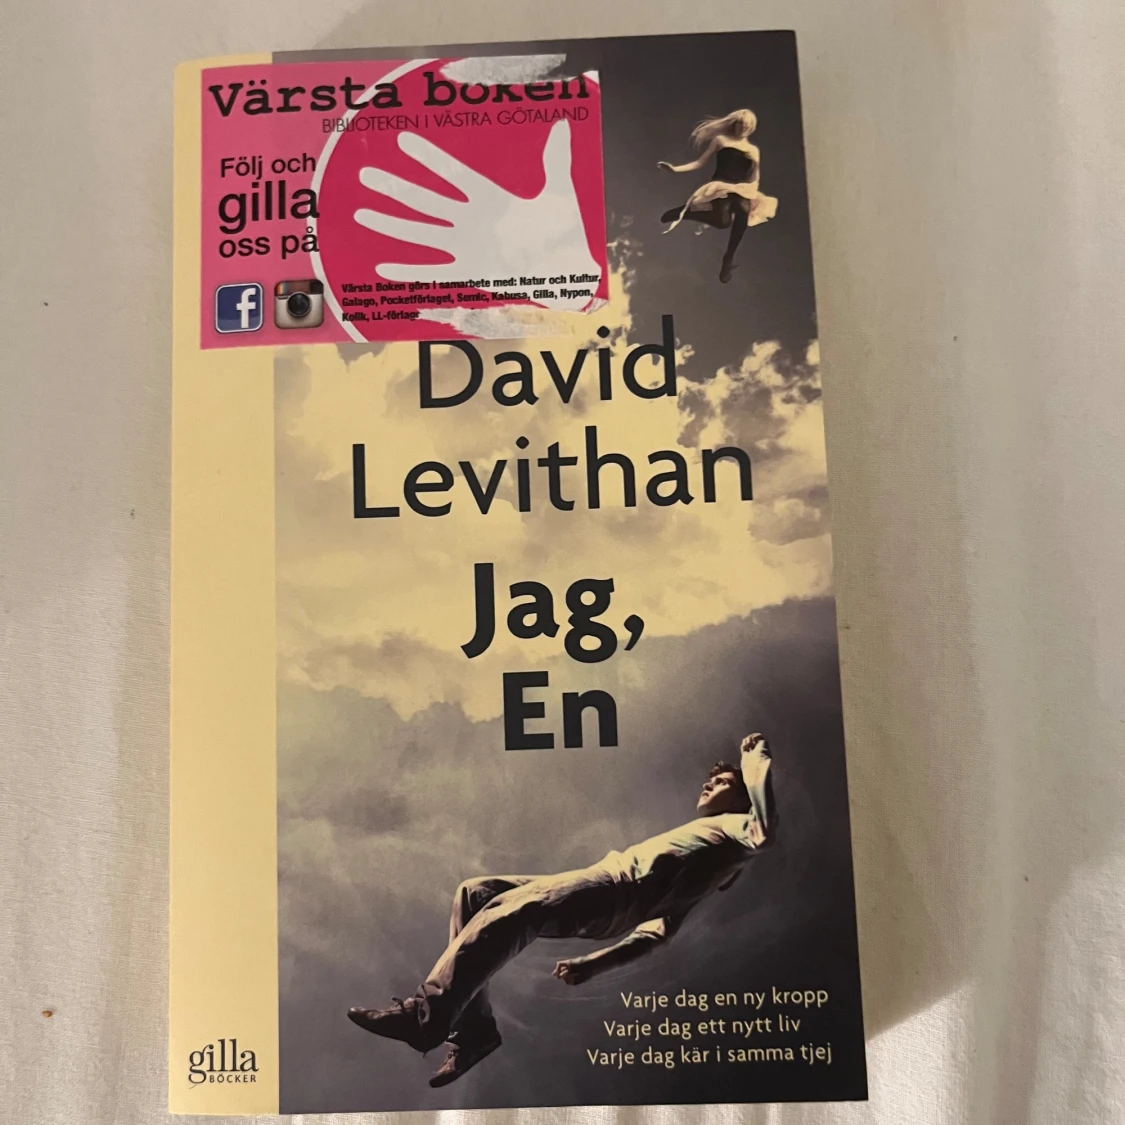 Värsta boken
BIBLIOTEKEN I VÄSTRA GÖTALAND
Följ och
gilla
oss på
Värsta Boken görs i samarbete med: Natur och Kultur,
Galago, Pocketförlaget, Semic, Kabusa, Gilla, Nypon,
Kolik, LL-förlaget
David
Levithan
Jag,
En
Varje dag en ny kropp
Varje dag ett nytt liv
Varje dag kär i samma tjej
gilla
BÖCKER